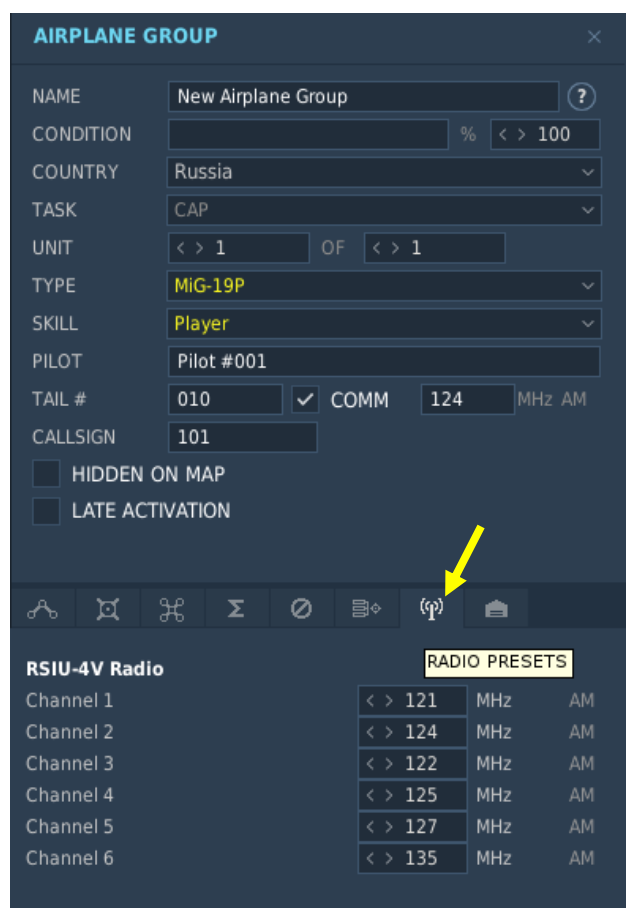 AIRPLANE GROUP ×
NAME New Airplane Group ?
CONDITION % < > 100
COUNTRY Russia
TASK CAP
UNIT < > 1 OF < > 1
TYPE MiG-19P
SKILL Player
PILOT Pilot #001
TAIL # 010 COMM 124 MHz AM
CALLSIGN 101
HIDDEN ON MAP
LATE ACTIVATION
Σ
RADIO PRESETS
RSIU-4V Radio
Channel 1 < > 121 MHz AM
Channel 2 < > 124 MHz AM
Channel 3 < > 122 MHz AM
Channel 4 < > 125 MHz AM
Channel 5 < > 127 MHz AM
Channel 6 < > 135 MHz AM